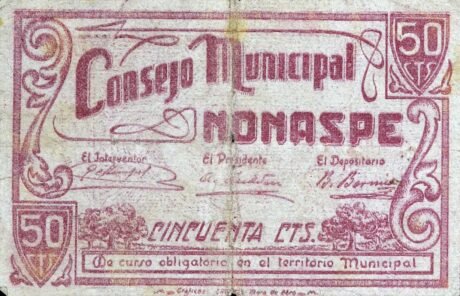 50
Consejo Municipal
NONASPE
El Interventor El Presidente El Depositario
CINCUENTA CTS.
50
De curso obligatorio en el territorio Municipal